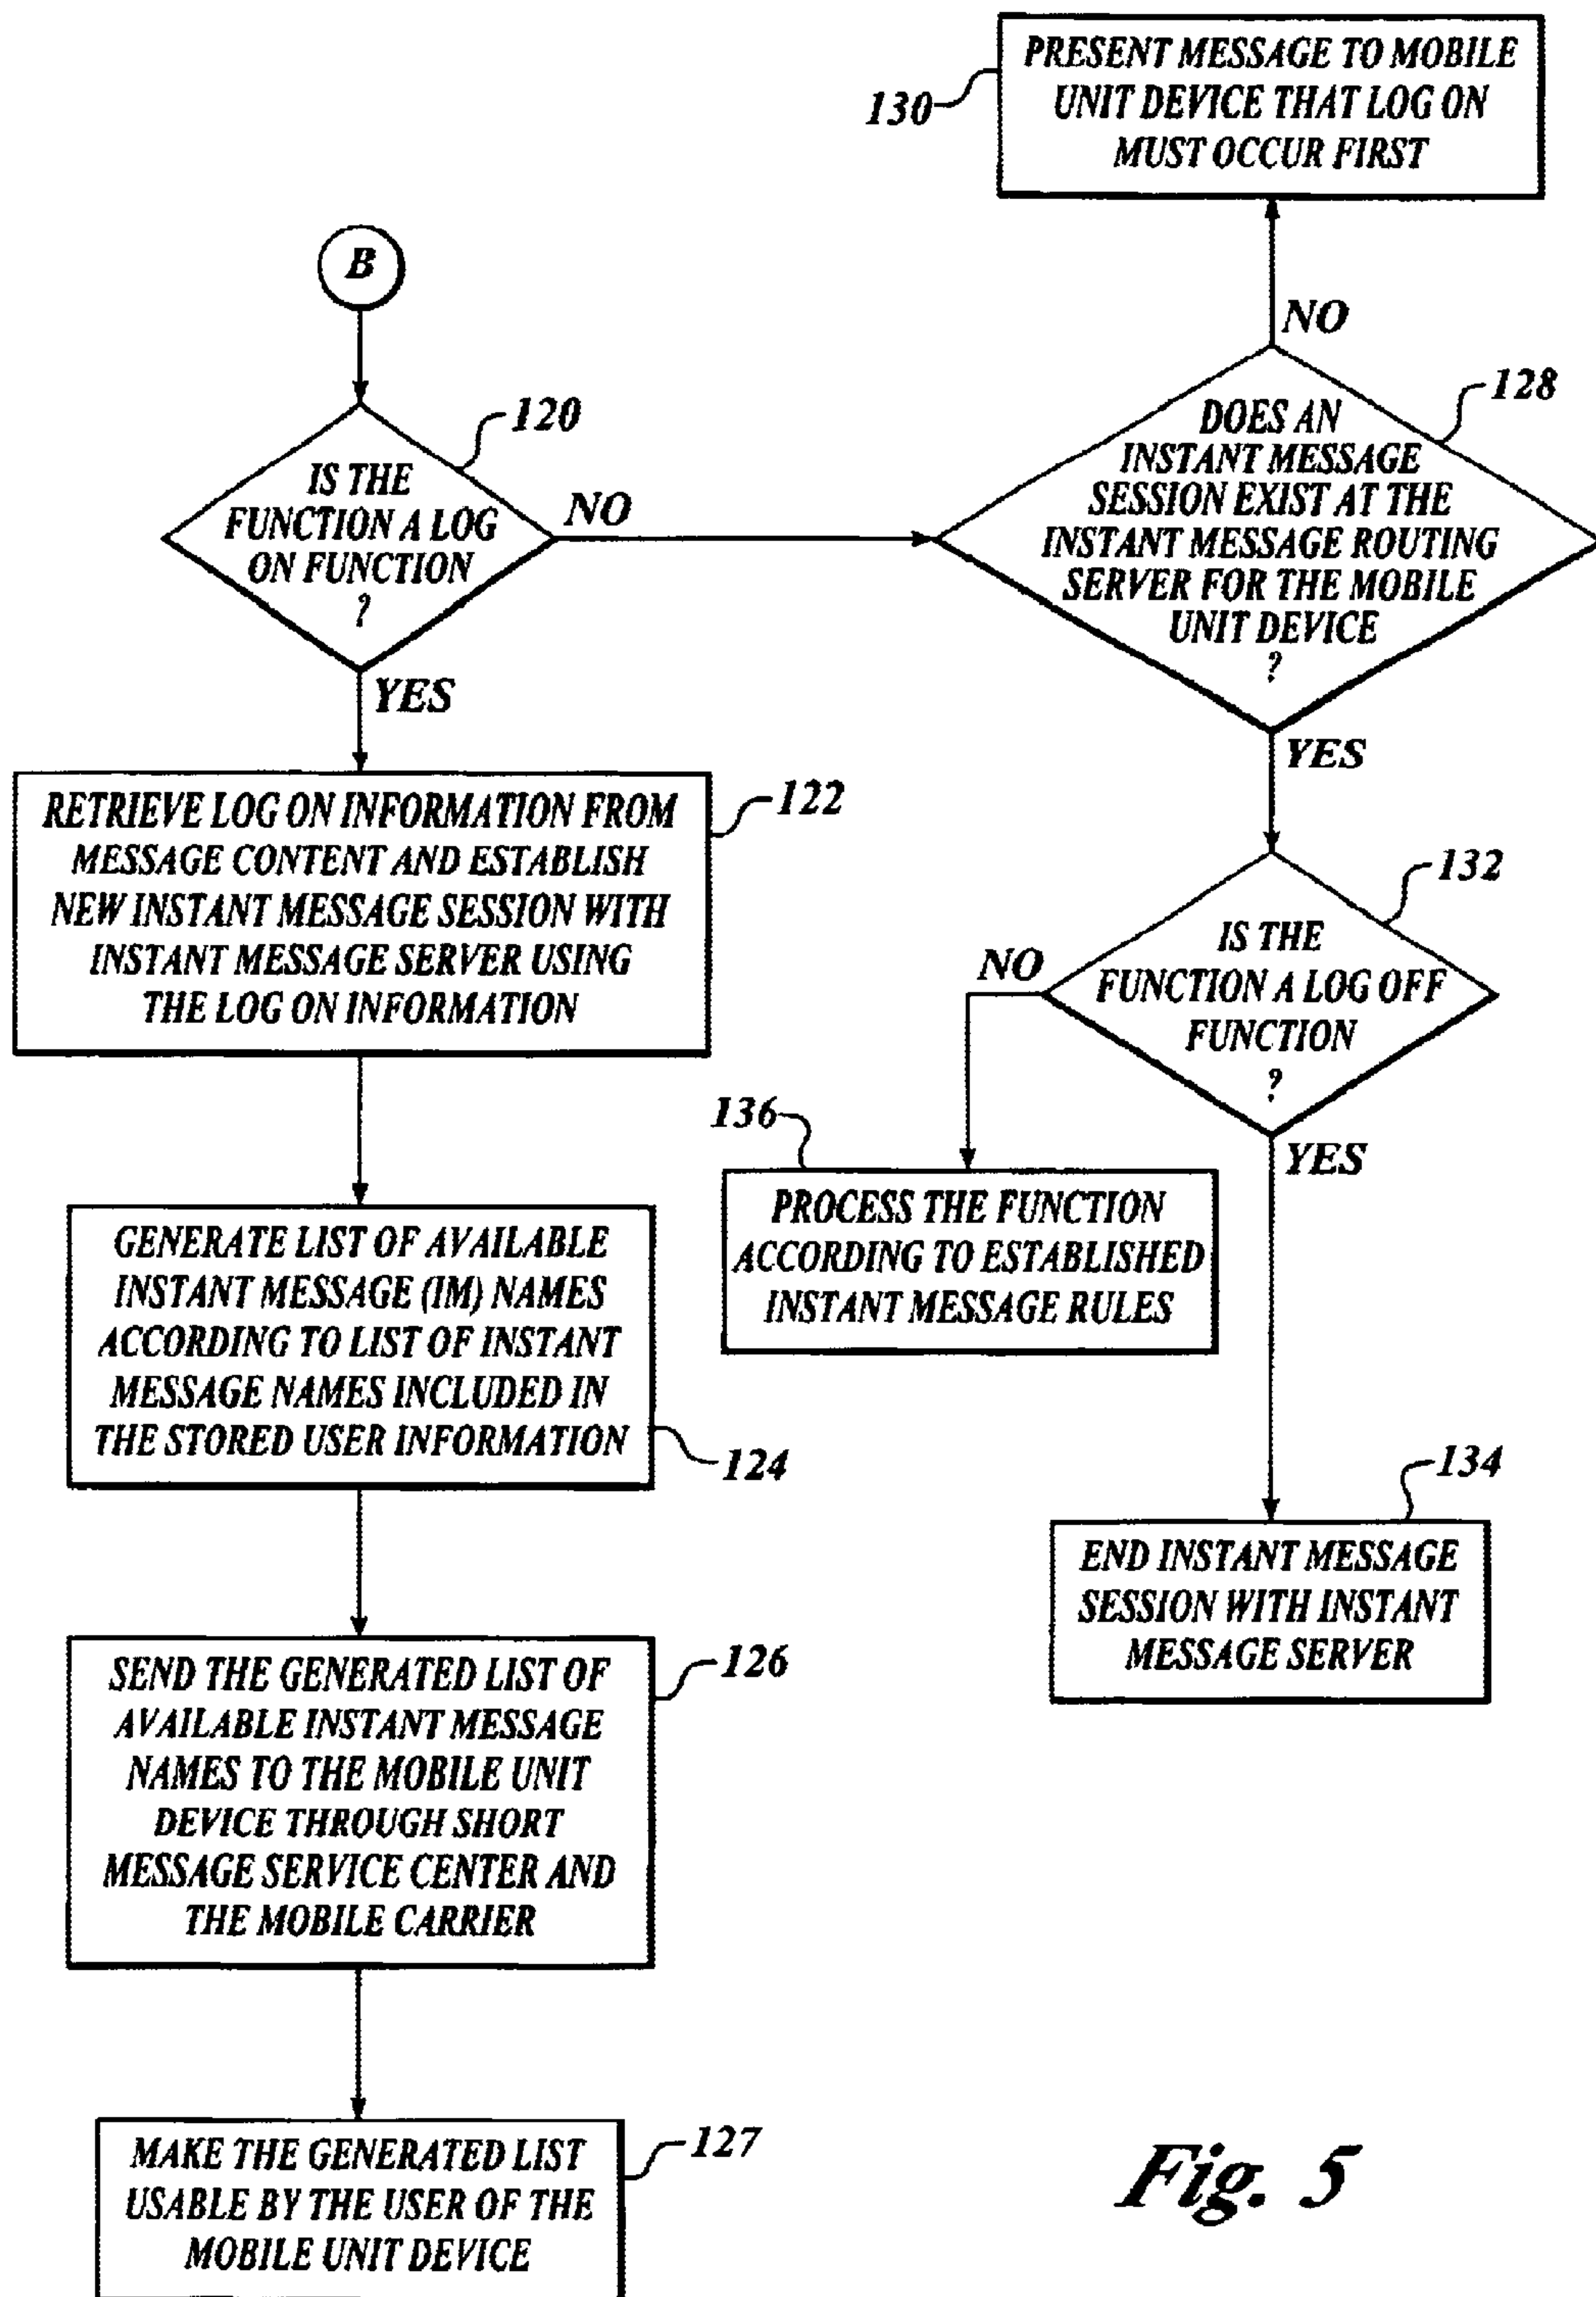 B
120
IS THE
FUNCTION A LOG
ON FUNCTION
?
NO
YES
122
RETRIEVE LOG ON INFORMATION FROM
MESSAGE CONTENT AND ESTABLISH
NEW INSTANT MESSAGE SESSION WITH
INSTANT MESSAGE SERVER USING
THE LOG ON INFORMATION
GENERATE LIST OF AVAILABLE
INSTANT MESSAGE (IM) NAMES
ACCORDING TO LIST OF INSTANT
MESSAGE NAMES INCLUDED IN
THE STORED USER INFORMATION
124
126
SEND THE GENERATED LIST OF
AVAILABLE INSTANT MESSAGE
NAMES TO THE MOBILE UNIT
DEVICE THROUGH SHORT
MESSAGE SERVICE CENTER AND
THE MOBILE CARRIER
127
MAKE THE GENERATED LIST
USABLE BY THE USER OF THE
MOBILE UNIT DEVICE
130
PRESENT MESSAGE TO MOBILE
UNIT DEVICE THAT LOG ON
MUST OCCUR FIRST
NO
128
DOES AN
INSTANT MESSAGE
SESSION EXIST AT THE
INSTANT MESSAGE ROUTING
SERVER FOR THE MOBILE
UNIT DEVICE
?
YES
132
IS THE
FUNCTION A LOG OFF
FUNCTION
?
NO
YES
136
PROCESS THE FUNCTION
ACCORDING TO ESTABLISHED
INSTANT MESSAGE RULES
134
END INSTANT MESSAGE
SESSION WITH INSTANT
MESSAGE SERVER
Fig. 5